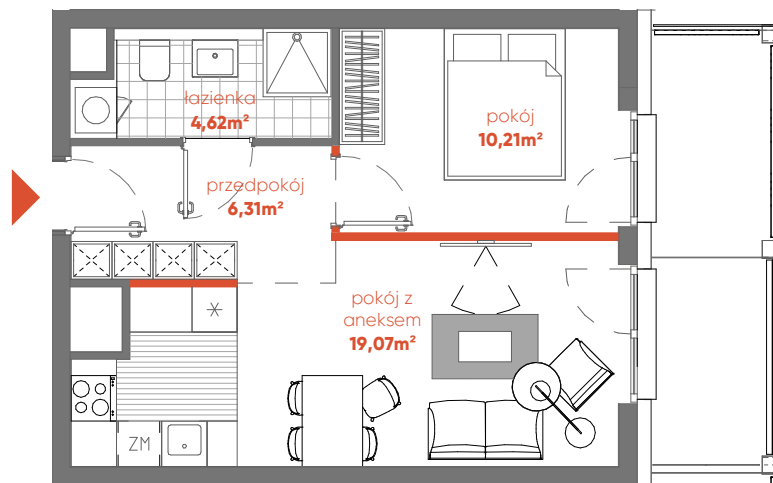 łazienka
4,62m²
pokój
10,21m²
przedpokój
6,31m²
pokój z
aneksem
19,07m²
ZM